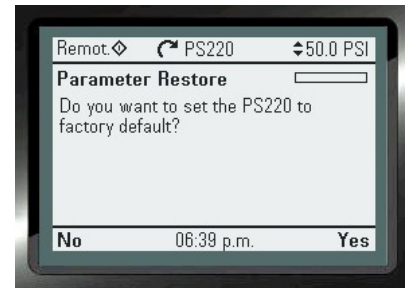 Remot. PS220 50.0 PSI
Parameter Restore
Do you want to set the PS220 to
factory default?
No 06:39 p.m. Yes